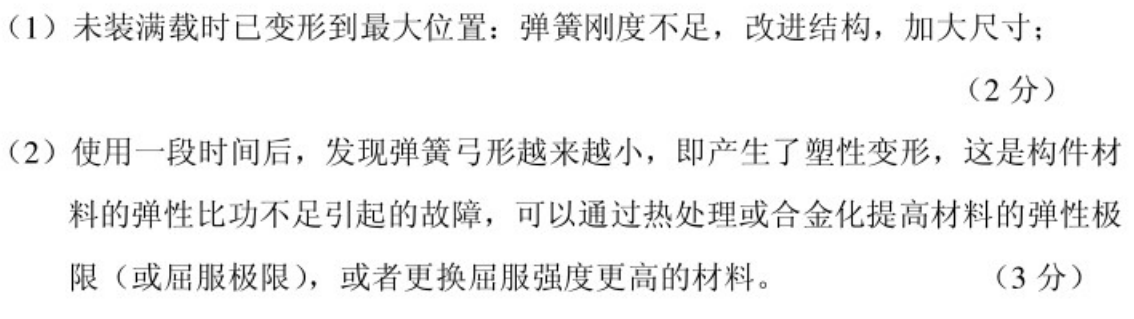 （1）未装满载时已变形到最大位置：弹簧刚度不足，改进结构，加大尺寸；
（2 分）
（2）使用一段时间后，发现弹簧弓形越来越小，即产生了塑性变形，这是构件材
料的弹性比功不足引起的故障，可以通过热处理或合金化提高材料的弹性极
限（或屈服极限），或者更换屈服强度更高的材料。 （3 分）